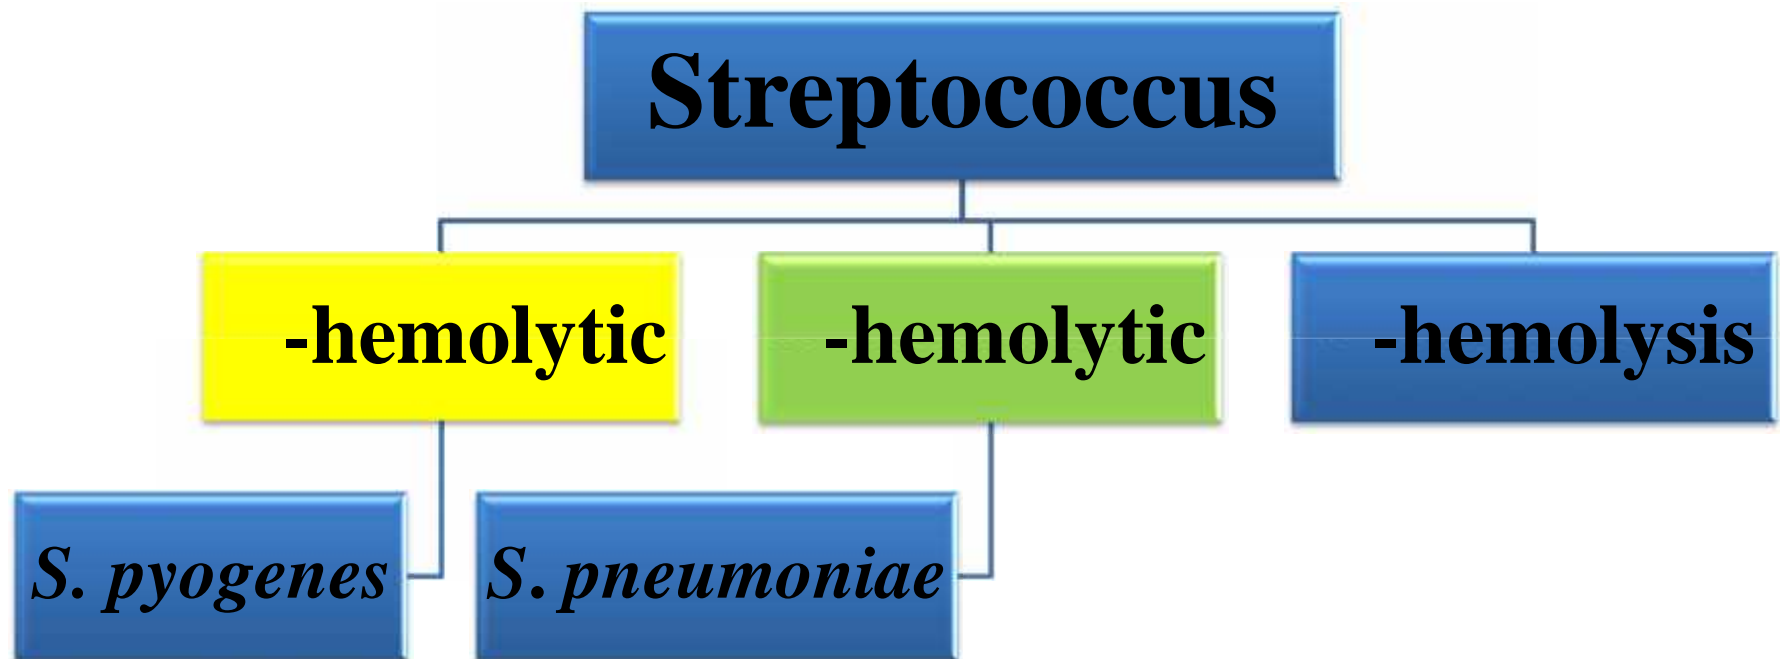 Streptococcus
-hemolytic
-hemolytic
-hemolysis
S. pyogenes
S. pneumoniae